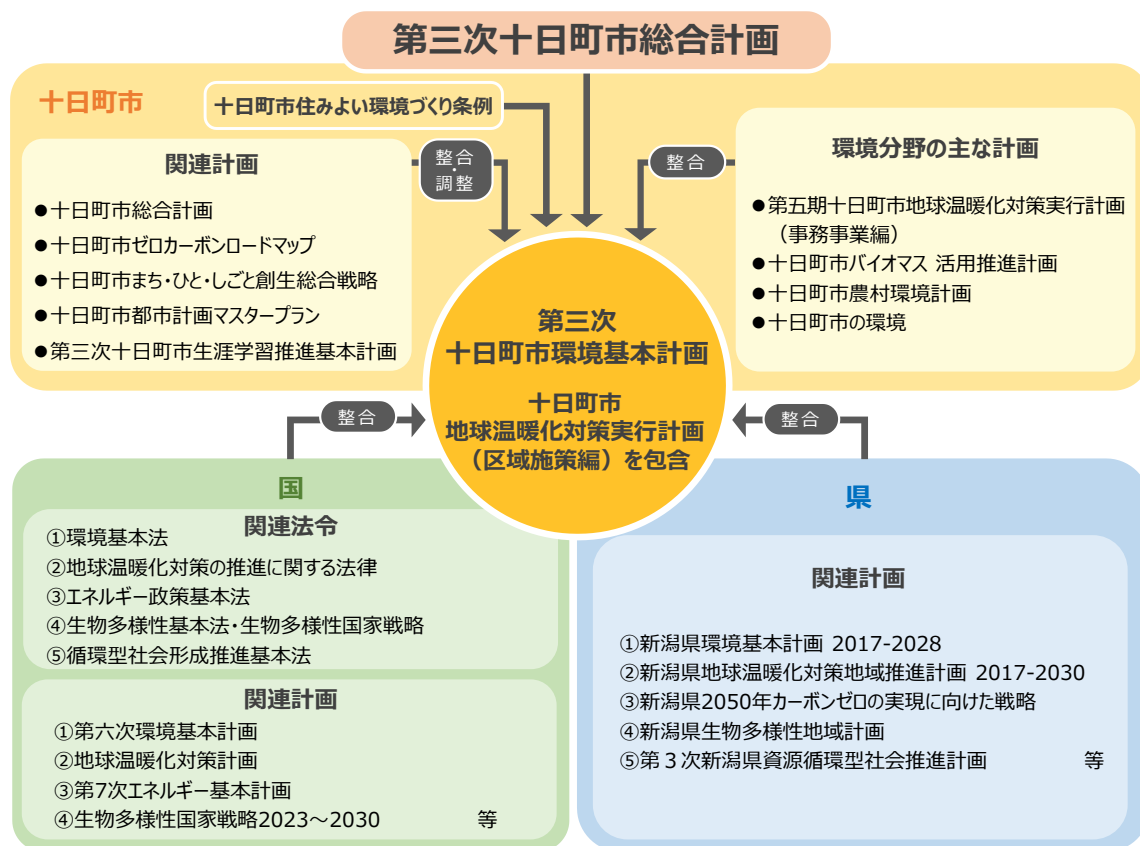 第三次十日町市総合計画
十日町市
十日町市住みよい環境づくり条例
関連計画
●十日町市総合計画
●十日町市ゼロカーボンロードマップ
●十日町市まち・ひと・しごと創生総合戦略
●十日町市都市計画マスタープラン
●第三次十日町市生涯学習推進基本計画
整合
・
調整
整合
環境分野の主な計画
●第五期十日町市地球温暖化対策実行計画
（事務事業編）
●十日町市バイオマス 活用推進計画
●十日町市農村環境計画
●十日町市の環境
第三次
十日町市環境基本計画
十日町市
地球温暖化対策実行計画
（区域施策編）を包含
整合
整合
国
関連法令
①環境基本法
②地球温暖化対策の推進に関する法律
③エネルギー政策基本法
④生物多様性基本法・生物多様性国家戦略
⑤循環型社会形成推進基本法
関連計画
①第六次環境基本計画
②地球温暖化対策計画
③第7次エネルギー基本計画
④生物多様性国家戦略2023～2030 等
県
関連計画
①新潟県環境基本計画 2017-2028
②新潟県地球温暖化対策地域推進計画 2017-2030
③新潟県2050年カーボンゼロの実現に向けた戦略
④新潟県生物多様性地域計画
⑤第３次新潟県資源循環型社会推進計画 等